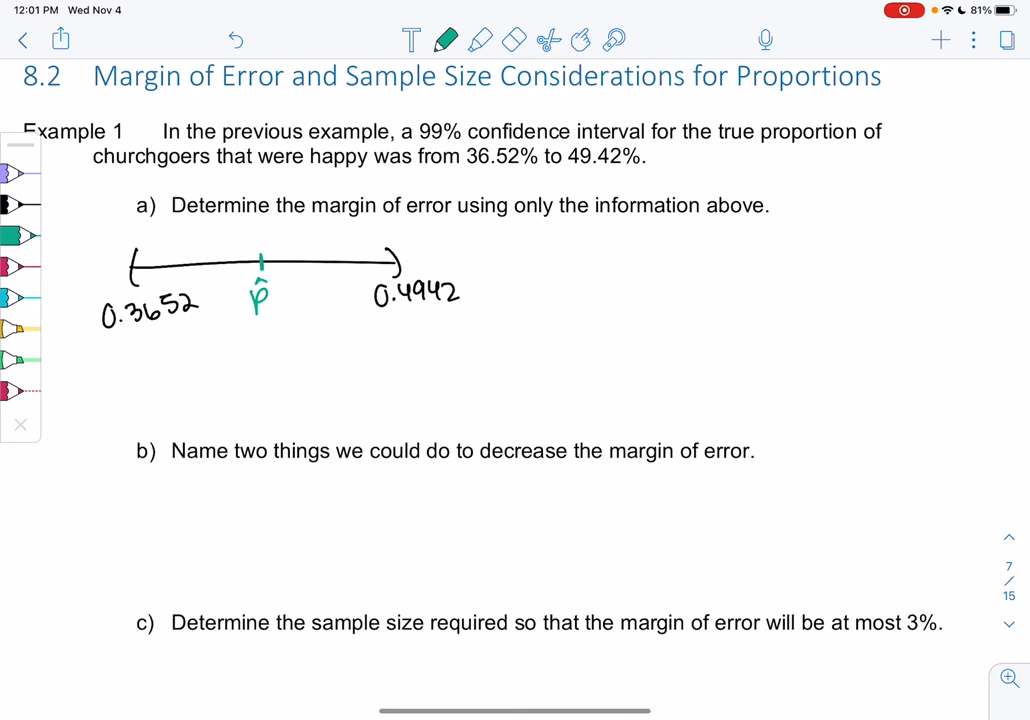 12:01 PM Wed Nov 4
81%
T
8.2 Margin of Error and Sample Size Considerations for Proportions
Example 1 In the previous example, a 99% confidence interval for the true proportion of
churchgoers that were happy was from 36.52% to 49.42%.
a) Determine the margin of error using only the information above.
0.3652 p̂ 0.4942
b) Name two things we could do to decrease the margin of error.
7
/
15
c) Determine the sample size required so that the margin of error will be at most 3%.